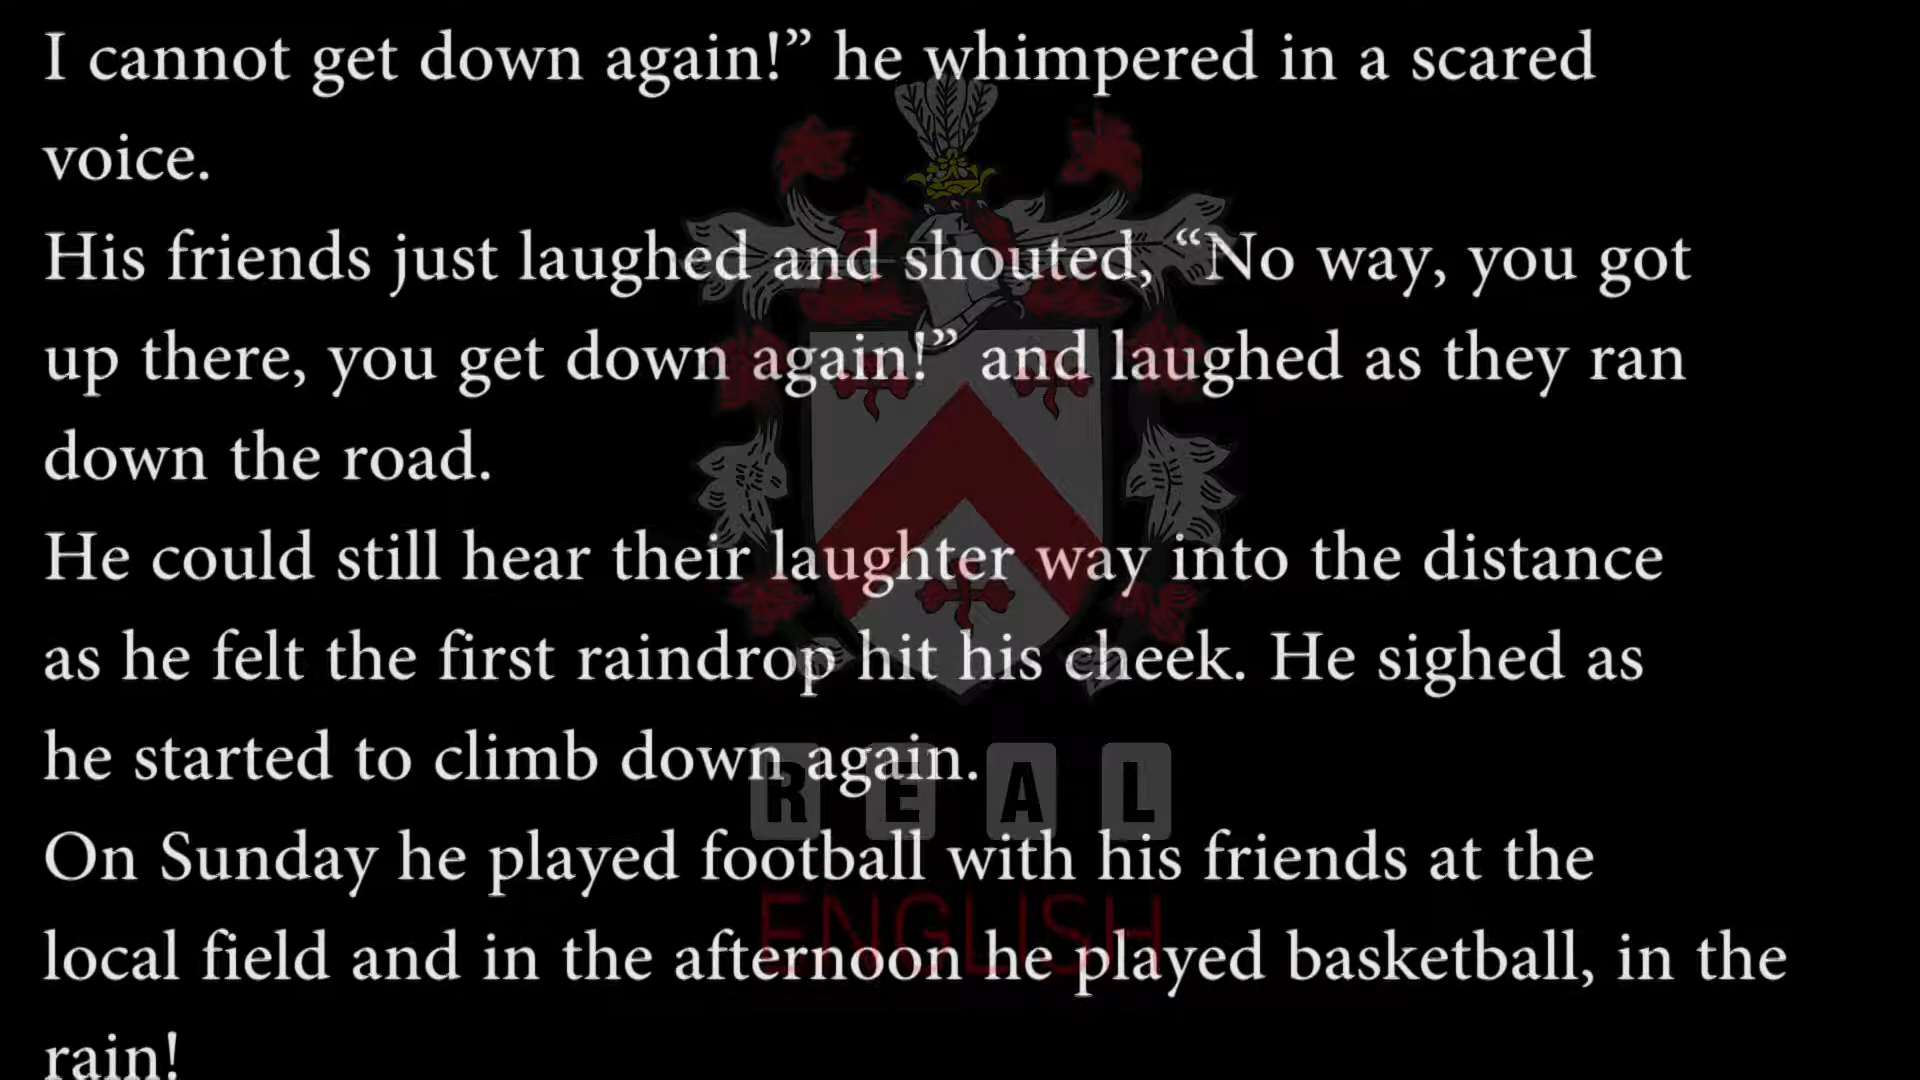 I cannot get down again!” he whimpered in a scared
voice.
His friends just laughed and shouted, “No way, you got
up there, you get down again!” and laughed as they ran
down the road.
He could still hear their laughter way into the distance
as he felt the first raindrop hit his cheek. He sighed as
he started to climb down again.
REAL
On Sunday he played football with his friends at the
ENGLISH
local field and in the afternoon he played basketball, in the
rain!